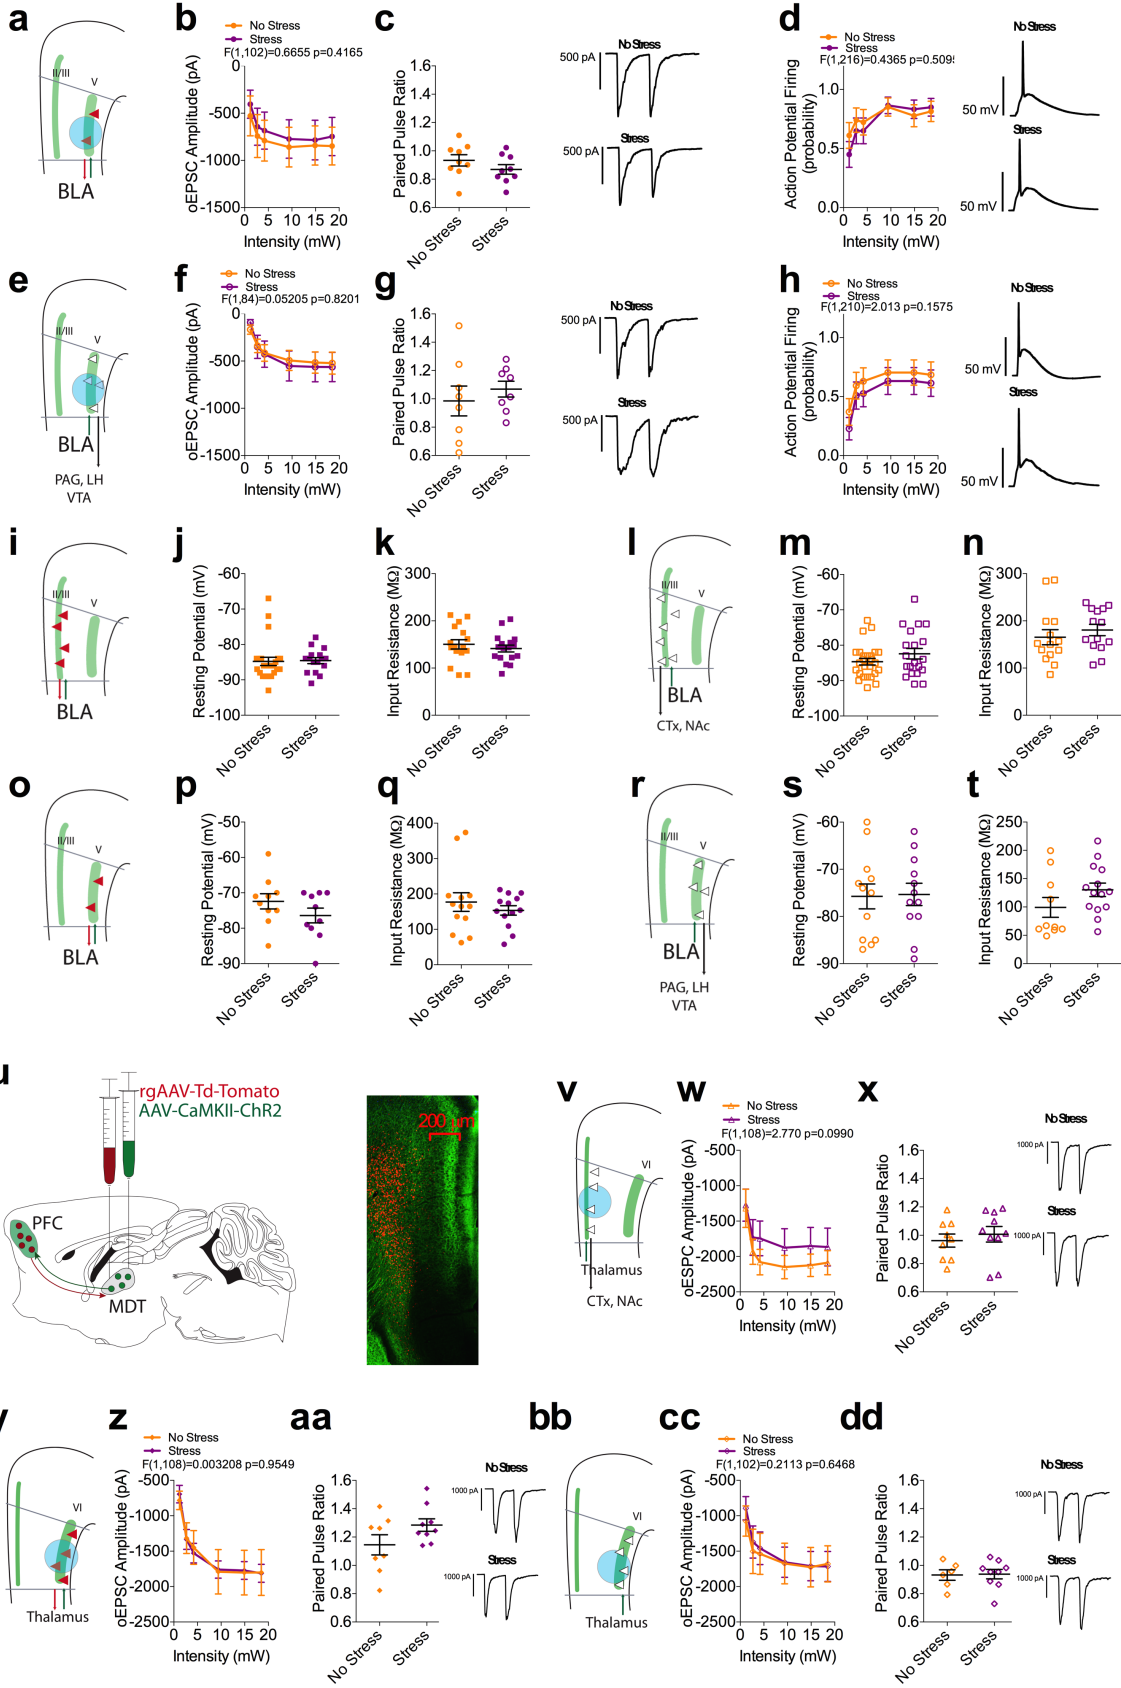 a
II/III
V
BLA
b
No Stress
Stress
F(1,102)=0.6655 p=0.4165
oEPSC Amplitude (pA)
0
-500
-1000
-1500
0 5 10 15 20
Intensity (mW)
c
Paired Pulse Ratio
1.6
1.4
1.2
1.0
0.8
0.6
No Stress
Stress
No Stress
500 pA
Stress
500 pA
d
No Stress
Stress
F(1,216)=0.4365 p=0.509
Action Potential Firing
(probability)
1.0
0.5
0.0
0 5 10 15 20
Intensity (mW)
No Stress
50 mV
Stress
50 mV
e
II/III
V
BLA
PAG, LH
VTA
f
No Stress
Stress
F(1,84)=0.05205 p=0.8201
oEPSC Amplitude (pA)
0
-500
-1000
-1500
0 5 10 15 20
Intensity (mW)
g
Paired Pulse Ratio
1.6
1.4
1.2
1.0
0.8
0.6
No Stress
Stress
No Stress
500 pA
Stress
500 pA
h
No Stress
Stress
F(1,210)=2.013 p=0.1575
Action Potential Firing
(probability)
1.0
0.5
0.0
0 5 10 15 20
Intensity (mW)
No Stress
50 mV
Stress
50 mV
i
II/III
V
BLA
j
Resting Potential (mV)
-60
-70
-80
-90
-100
No Stress
Stress
k
Input Resistance (MΩ)
300
200
100
0
No Stress
Stress
l
II/III
V
BLA
CTx, NAc
m
Resting Potential (mV)
-60
-70
-80
-90
-100
No Stress
Stress
n
Input Resistance (MΩ)
300
200
100
0
No Stress
Stress
o
II/III
V
BLA
p
Resting Potential (mV)
-50
-60
-70
-80
-90
No Stress
Stress
q
Input Resistance (MΩ)
400
300
200
100
0
No Stress
Stress
r
II/III
V
BLA
PAG, LH
VTA
s
Resting Potential (mV)
-60
-70
-80
-90
No Stress
Stress
t
Input Resistance (MΩ)
250
200
150
100
50
0
No Stress
Stress
u
rgAAV-Td-Tomato
AAV-CaMKII-ChR2
PFC
MDT
200 µm
v
VI
Thalamus
CTx, NAc
w
No Stress
Stress
F(1,108)=2.770 p=0.0990
oESPC Amplitude (pA)
-500
-1000
-1500
-2000
-2500
0 5 10 15 20
Intensity (mW)
x
Paired Pulse Ratio
1.6
1.4
1.2
1.0
0.8
0.6
No Stress
Stress
No Stress
1000 pA
Stress
1000 pA
y
VI
Thalamus
z
No Stress
Stress
F(1,108)=0.003208 p=0.9549
oEPSC Amplitude (pA)
-500
-1000
-1500
-2000
-2500
0 5 10 15 20
Intensity (mW)
aa
Paired Pulse Ratio
1.6
1.4
1.2
1.0
0.8
0.6
No Stress
Stress
No Stress
1000 pA
Stress
1000 pA
bb
VI
Thalamus
cc
No Stress
Stress
F(1,102)=0.2113 p=0.6468
oEPSC Amplitude (pA)
-500
-1000
-1500
-2000
-2500
0 5 10 15 20
Intensity (mW)
dd
Paired Pulse Ratio
1.6
1.4
1.2
1.0
0.8
0.6
No Stress
Stress
No Stress
1000 pA
Stress
1000 pA